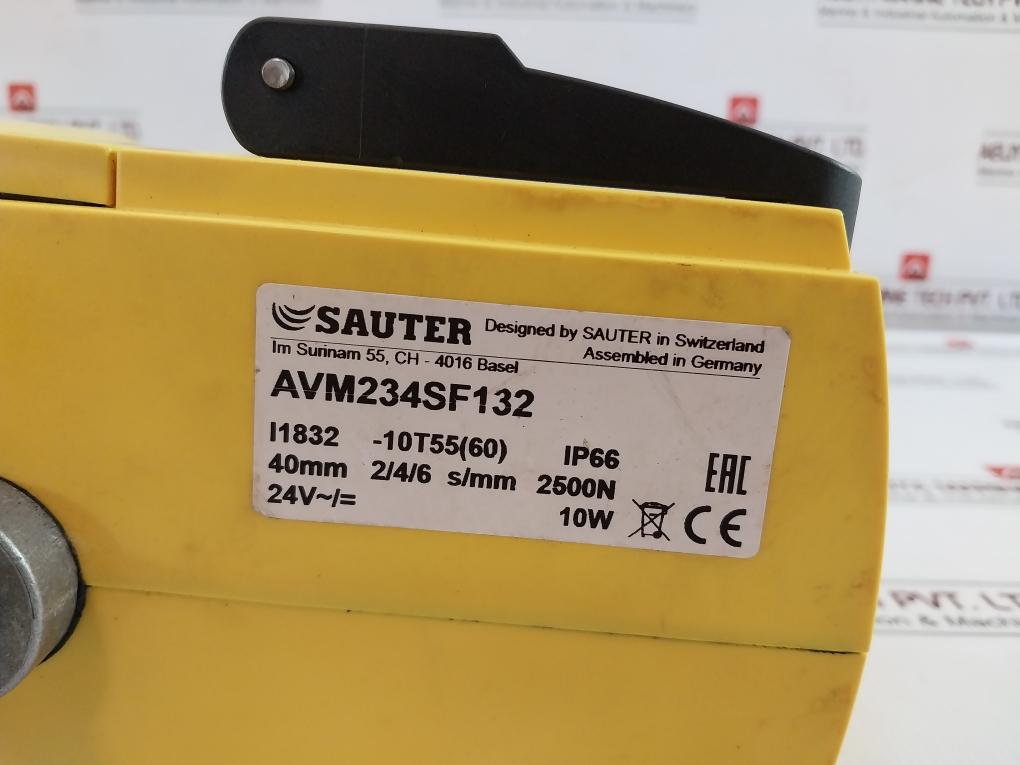 SAUTER Designed by SAUTER in Switzerland
Im Surinam 55, CH - 4016 Basel Assembled in Germany
AVM234SF132
I1832 -10T55(60) IP66
40mm 2/4/6 s/mm 2500N
24V~/= 10W
EAC
CE